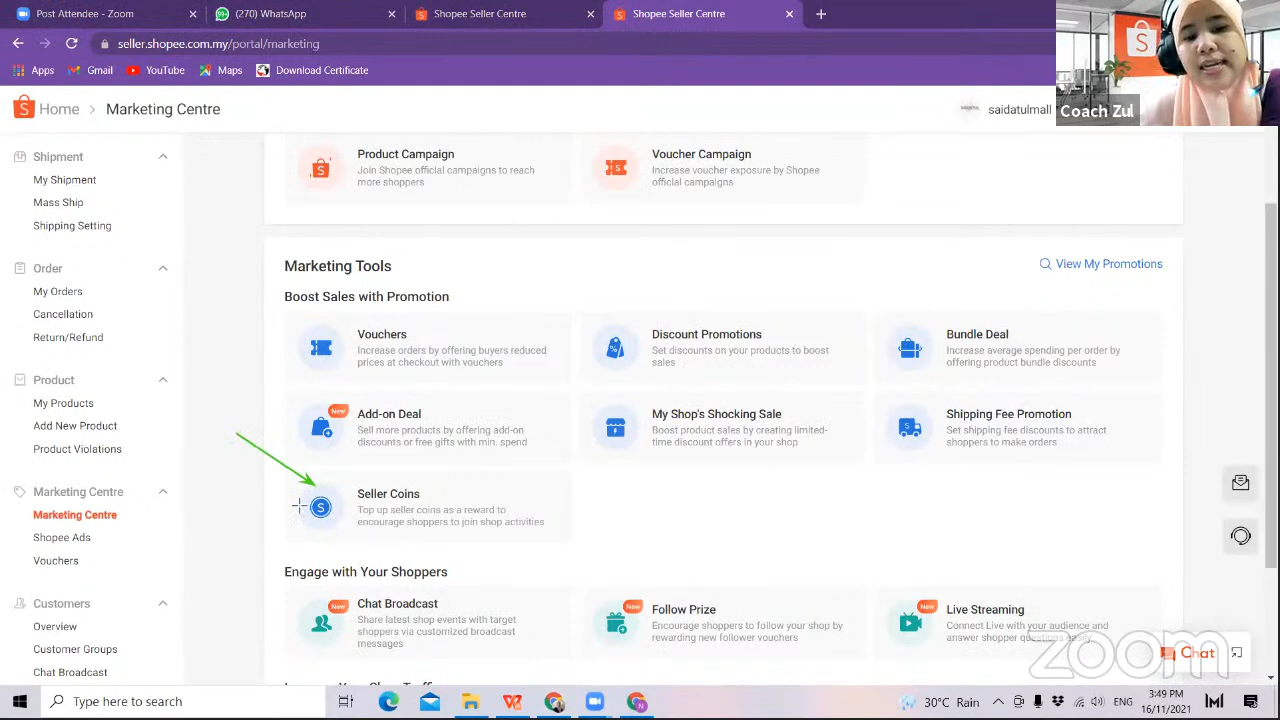 Post Attendee
(270) WhatsApp
Shopee Seller Centre
Shopee Seller Centre
seller.shopee.com.my/portal/marketing
Apps
Gmail
YouTube
Maps
Download Certificate
Coach Zul
Home > Marketing Centre
saidatulmall
Shipment
My Shipment
Mass Ship
Shipping Setting
Order
My Orders
Cancellation
Return/Refund
Product
My Products
Add New Product
Product Violations
Marketing Centre
Marketing Centre
Shopee Ads
Vouchers
Customers
Overview
Customer Groups
Chat Broadcast
Product Campaign
Join Shopee official campaigns to reach
more shoppers
Voucher Campaign
Increase voucher exposure by Shopee
official campaigns
Marketing Tools
View My Promotions
Boost Sales with Promotion
Vouchers
Increase orders by offering buyers reduced
prices at checkout with vouchers
Discount Promotions
Set discounts on your products to boost
sales
Bundle Deal
Increase average spending per order by
offering product bundle discounts
New
Add-on Deal
Sell more products by offering add-on
discounts or free gifts with min. spend
My Shop's Shocking Sale
Boost product sales by creating limited-
time discount offers in your shop
Shipping Fee Promotion
Set shipping fee discounts to attract
shoppers to make orders
Seller Coins
Top up seller coins as a reward to
encourage shoppers to join shop activities
Engage with Your Shoppers
New
Chat Broadcast
Share latest shop events with target
shoppers via customized broadcast
messages
New
Follow Prize
Encourage shoppers to follow your shop by
rewarding new follower vouchers
New
Live Streaming
Connect Live with your audience and
answer shopper questions easily
Chat
zoom
Type here to search
30°C Rain
ENG
3:49 PM
16/11/2021